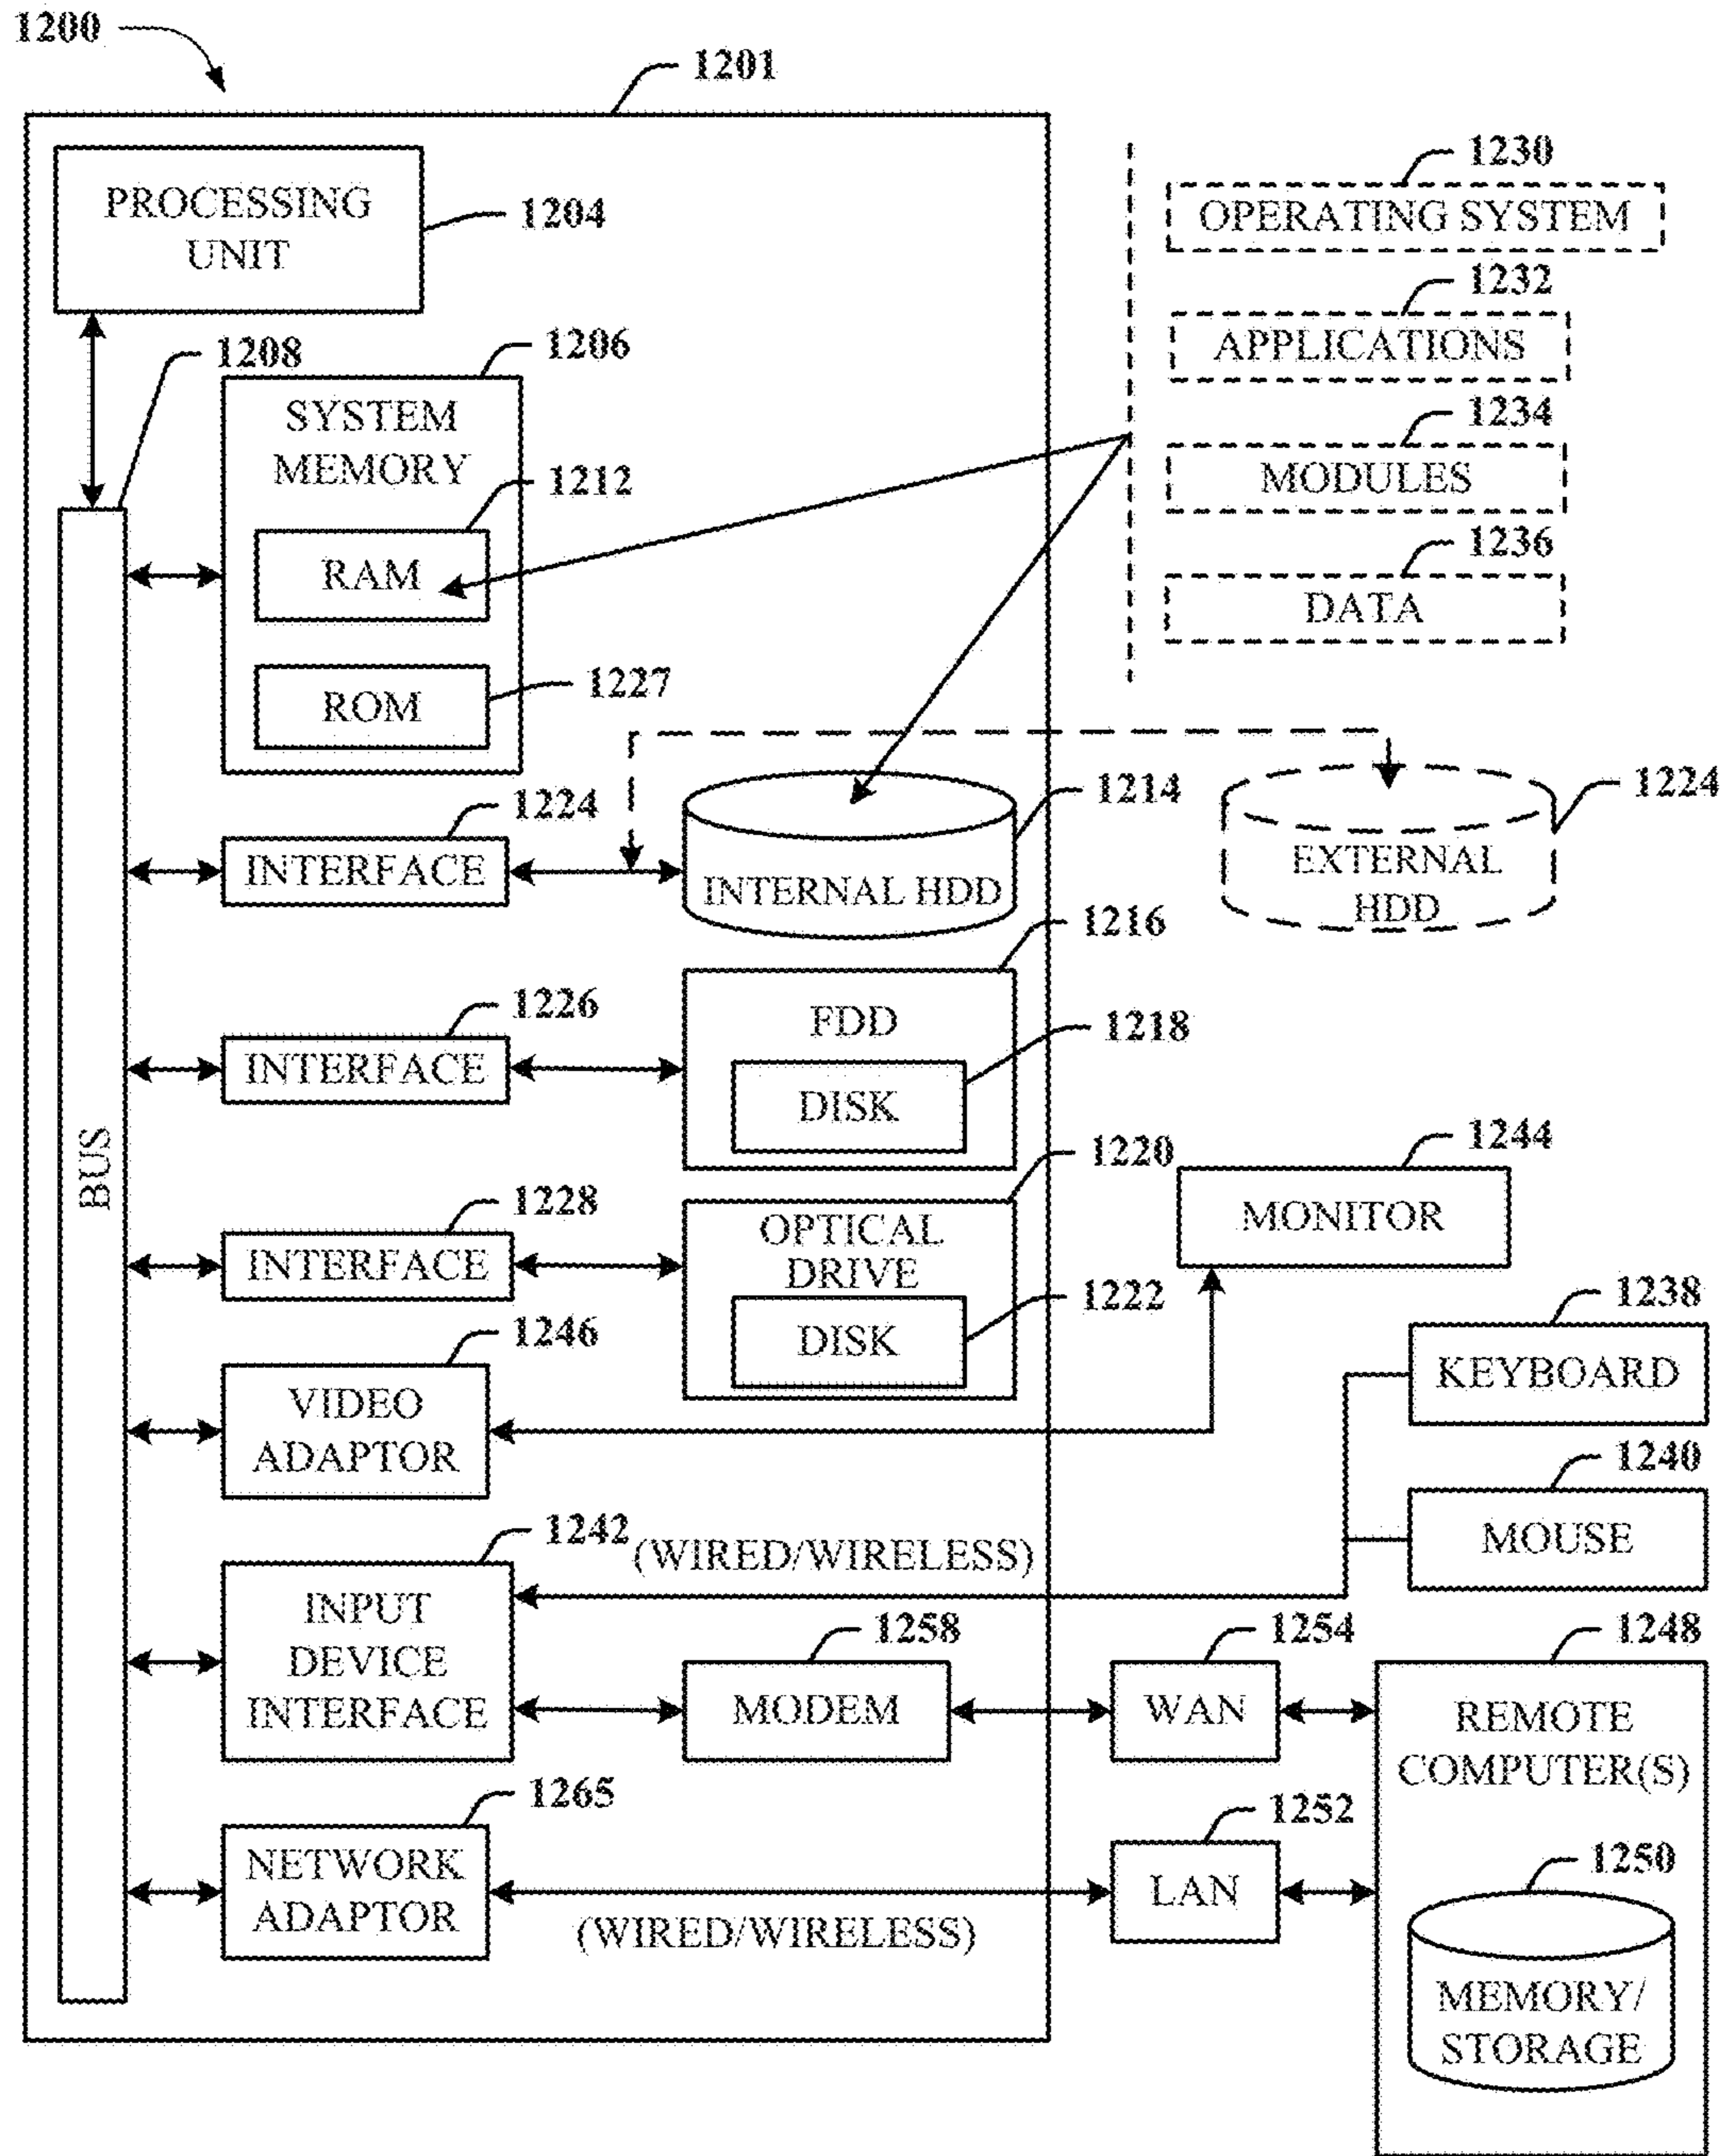 1200
1201
PROCESSING
UNIT
1204
1230
OPERATING SYSTEM
1232
APPLICATIONS
1234
MODULES
1236
DATA
1208
1206
SYSTEM
MEMORY
1212
RAM
1227
ROM
1224
INTERFACE
1214
INTERNAL HDD
1224
EXTERNAL
HDD
1216
FDD
1226
INTERFACE
1218
DISK
BUS
1220
OPTICAL
DRIVE
1228
INTERFACE
1222
DISK
1244
MONITOR
1246
VIDEO
ADAPTOR
1238
KEYBOARD
1240
MOUSE
1242
(WIRED/WIRELESS)
INPUT
DEVICE
INTERFACE
1258
MODEM
1254
WAN
1248
REMOTE
COMPUTER(S)
1265
NETWORK
ADAPTOR
(WIRED/WIRELESS)
1252
LAN
1250
MEMORY/
STORAGE